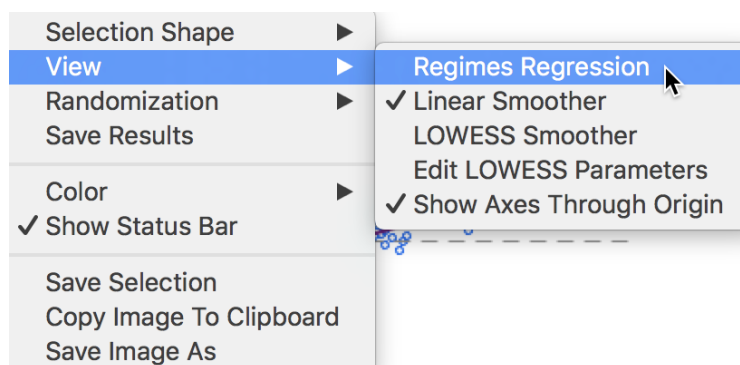 Selection Shape
View
Randomization
Save Results
Color
✓ Show Status Bar
Save Selection
Copy Image To Clipboard
Save Image As
Regimes Regression
✓ Linear Smoother
LOWESS Smoother
Edit LOWESS Parameters
✓ Show Axes Through Origin